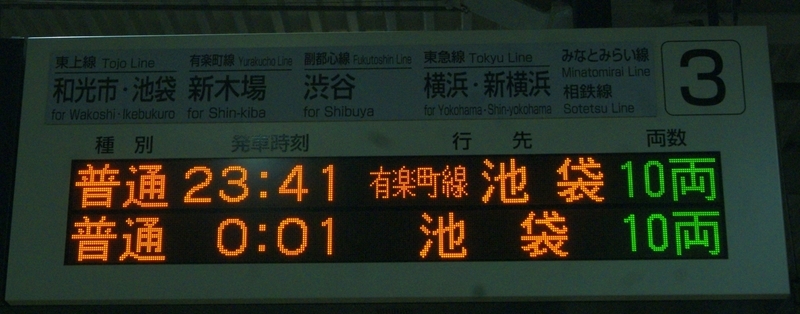 東上線 Tojo Line 有楽町線 Yurakucho Line 副都心線 Fukutoshin Line 東急線 Tokyu Line みなとみらい線
Minatomirai Line
和光市・池袋 新木場 渋谷 横浜・新横浜 相鉄線
for Wakoshi・Ikebukuro for Shin-kiba for Shibuya for Yokohama・Shin-yokohama Sotetsu Line
3
種別 発車時刻 行先 両数
普通 23:41 有楽町線 池袋 10両
普通 0:01 池袋 10両